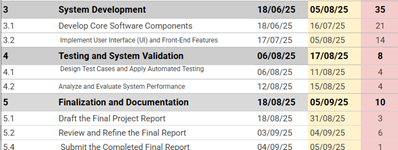 3 System Development 18/06/25 05/08/25 35
3.1 Develop Core Software Components 18/06/25 16/07/25 21
3.2 Implement User Interface (UI) and Front-End Features 17/07/25 05/08/25 14
4 Testing and System Validation 06/08/25 17/08/25 8
4.1 Design Test Cases and Apply Automated Testing 06/08/25 11/08/25 4
4.2 Analyze and Evaluate System Performance 12/08/25 15/08/25 4
5 Finalization and Documentation 18/08/25 05/09/25 10
5.1 Draft the Final Project Report 18/08/25 31/08/25 3
5.2 Review and Refine the Final Report 03/09/25 04/09/25 6
5.4 Submit the Completed Final Report 05/09/25 05/09/25 1